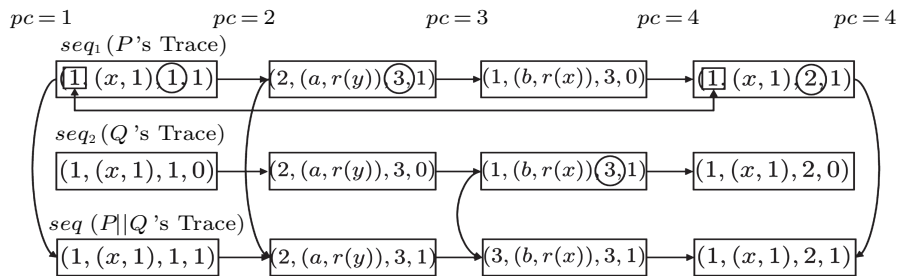 pc = 1 pc = 2 pc = 3 pc = 4 pc = 4
seq₁ (P 's Trace)
(1, (x, 1), 1, 1) (2, (a, r(y)), 3, 1) (1, (b, r(x)), 3, 0) (1, (x, 1), 2, 1)
seq₂ (Q 's Trace)
(1, (x, 1), 1, 0) (2, (a, r(y)), 3, 0) (1, (b, r(x)), 3, 1) (1, (x, 1), 2, 0)
seq (P||Q 's Trace)
(1, (x, 1), 1, 1) (2, (a, r(y)), 3, 1) (3, (b, r(x)), 3, 1) (1, (x, 1), 2, 1)